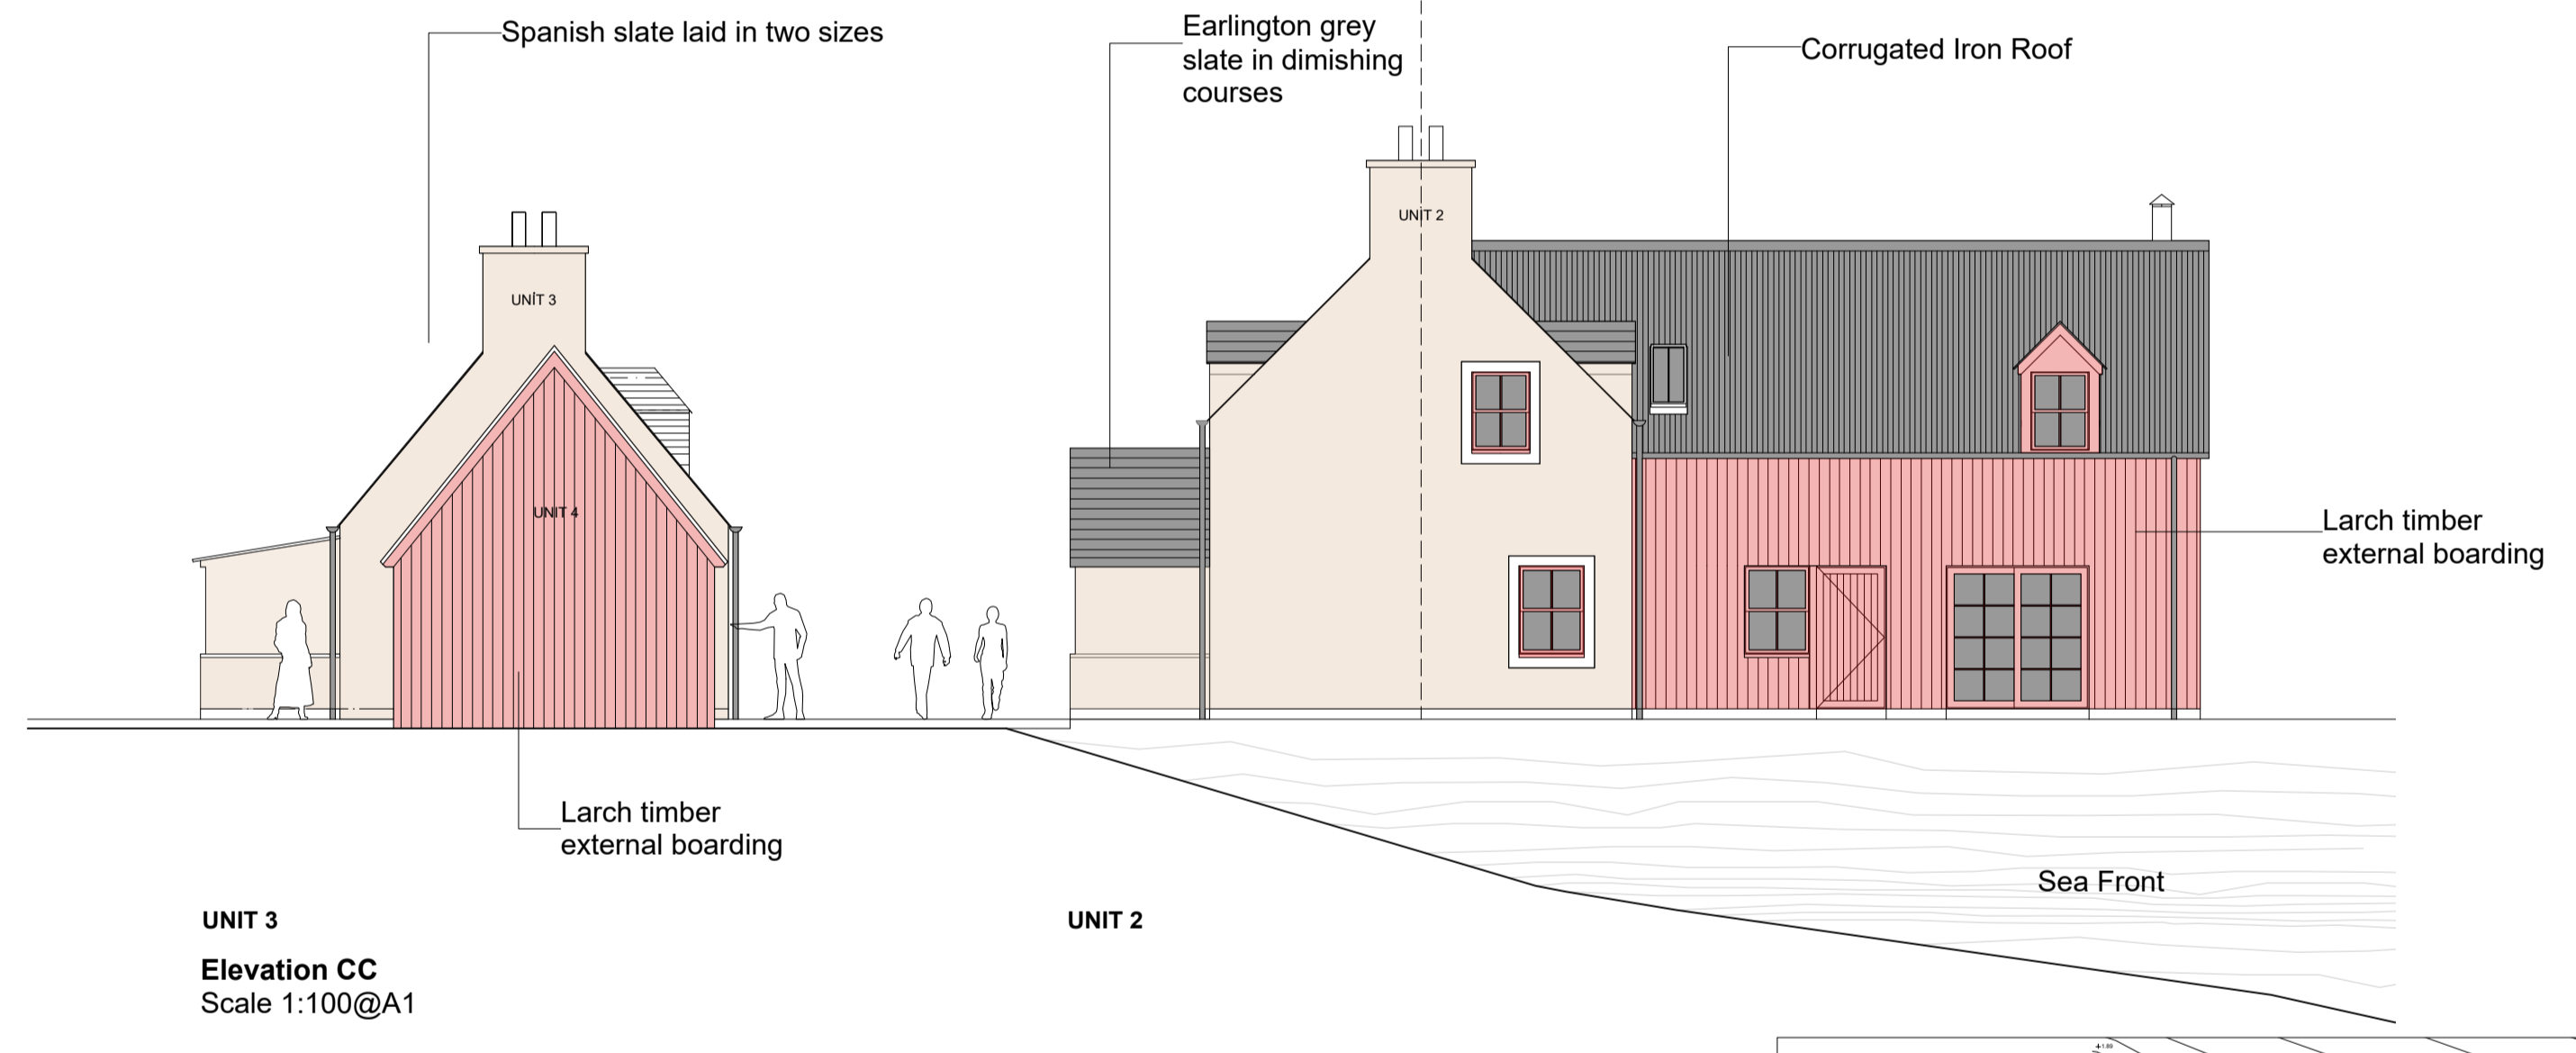 Spanish slate laid in two sizes
Earlington grey
slate in dimishing
courses
Corrugated Iron Roof
UNIT 2
UNIT 3
UNIT 4
Larch timber
external boarding
Larch timber
external boarding
Sea Front
UNIT 3
UNIT 2
Elevation CC
Scale 1:100@A1